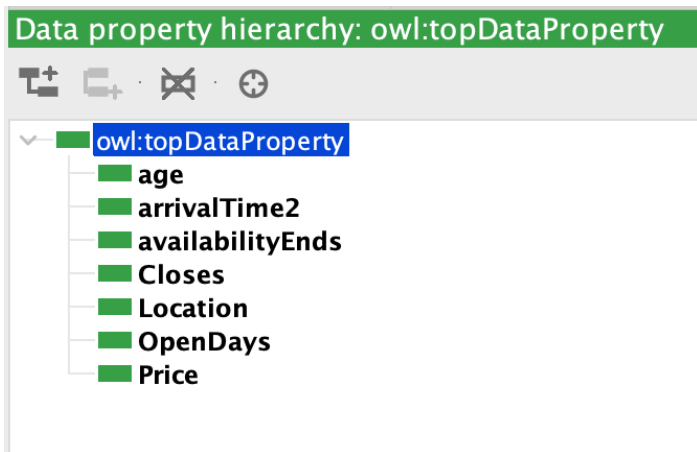 Data property hierarchy: owl:topDataProperty
owl:topDataProperty
age
arrivalTime2
availabilityEnds
Closes
Location
OpenDays
Price